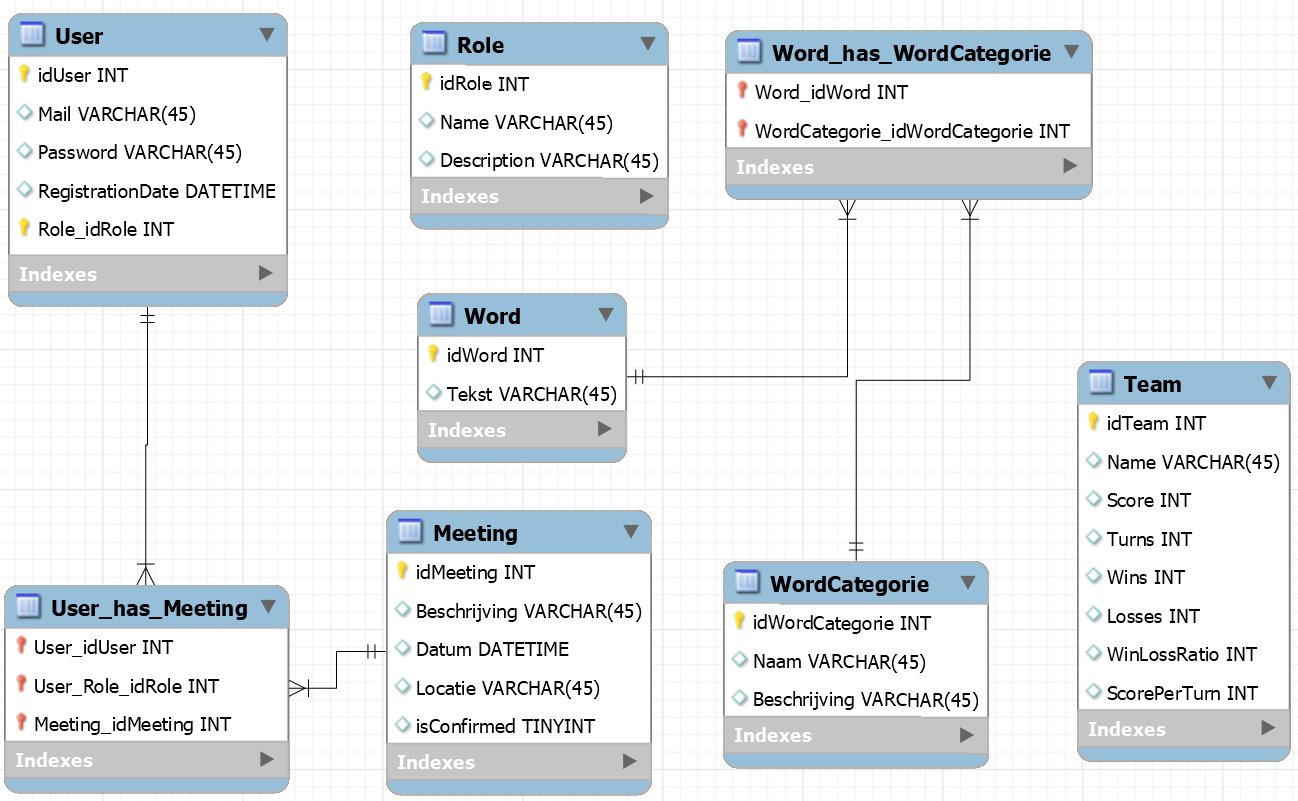 User
idUser INT
Mail VARCHAR(45)
Password VARCHAR(45)
RegistrationDate DATETIME
Role_idRole INT
Indexes
Role
idRole INT
Name VARCHAR(45)
Description VARCHAR(45)
Indexes
Word_has_WordCategorie
Word_idWord INT
WordCategorie_idWordCategorie INT
Indexes
Word
idWord INT
Tekst VARCHAR(45)
Indexes
Team
idTeam INT
Name VARCHAR(45)
Score INT
Turns INT
Wins INT
Losses INT
WinLossRatio INT
ScorePerTurn INT
Indexes
User_has_Meeting
User_idUser INT
User_Role_idRole INT
Meeting_idMeeting INT
Indexes
Meeting
idMeeting INT
Beschrijving VARCHAR(45)
Datum DATETIME
Locatie VARCHAR(45)
isConfirmed TINYINT
Indexes
WordCategorie
idWordCategorie INT
Naam VARCHAR(45)
Beschrijving VARCHAR(45)
Indexes